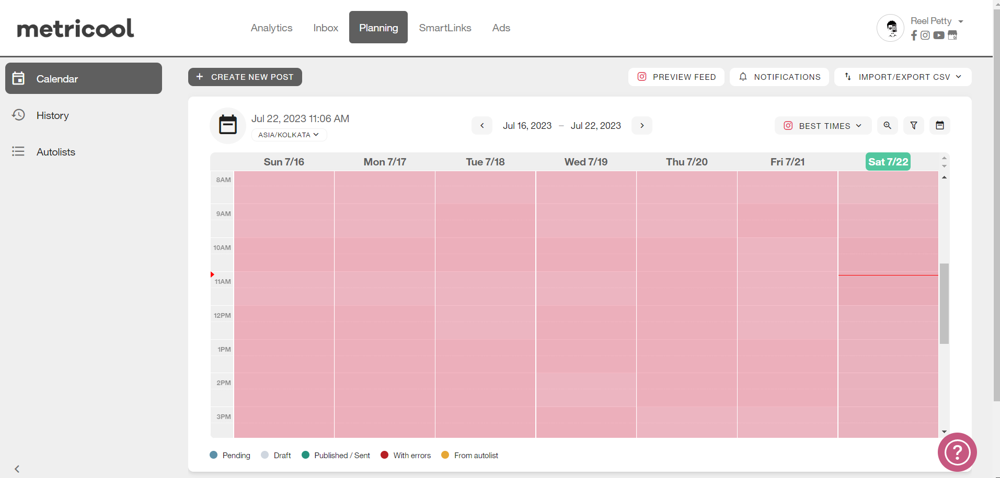 metricool
Analytics
Inbox
Planning
SmartLinks
Ads
Reel Petty
Calendar
History
Autolists
+ CREATE NEW POST
PREVIEW FEED
NOTIFICATIONS
IMPORT/EXPORT CSV
Jul 22, 2023 11:06 AM
ASIA/KOLKATA
Jul 16, 2023 – Jul 22, 2023
BEST TIMES
Sun 7/16
Mon 7/17
Tue 7/18
Wed 7/19
Thu 7/20
Fri 7/21
Sat 7/22
8AM
9AM
10AM
11AM
12PM
1PM
2PM
3PM
Pending
Draft
Published / Sent
With errors
From autolist
?